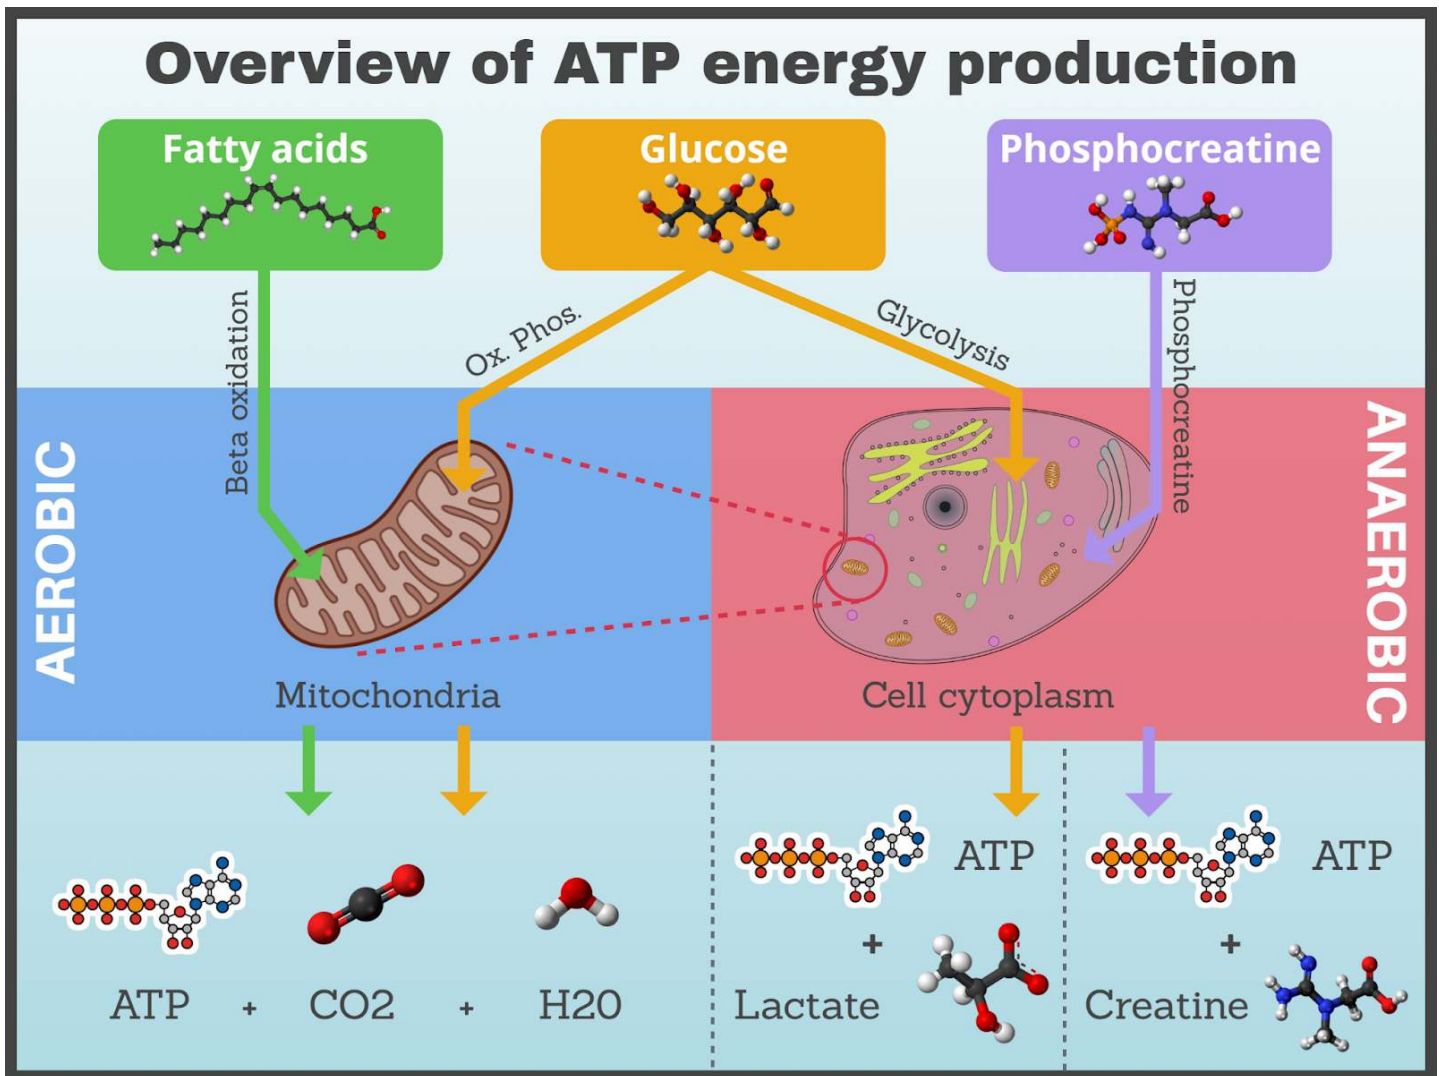 Overview of ATP energy production
Fatty acids
Glucose
Phosphocreatine
Beta oxidation
Ox. Phos.
Glycolysis
Phosphocreatine
AEROBIC
ANAEROBIC
Mitochondria
Cell cytoplasm
ATP + CO2 + H20
ATP
+
Lactate
ATP
+
Creatine